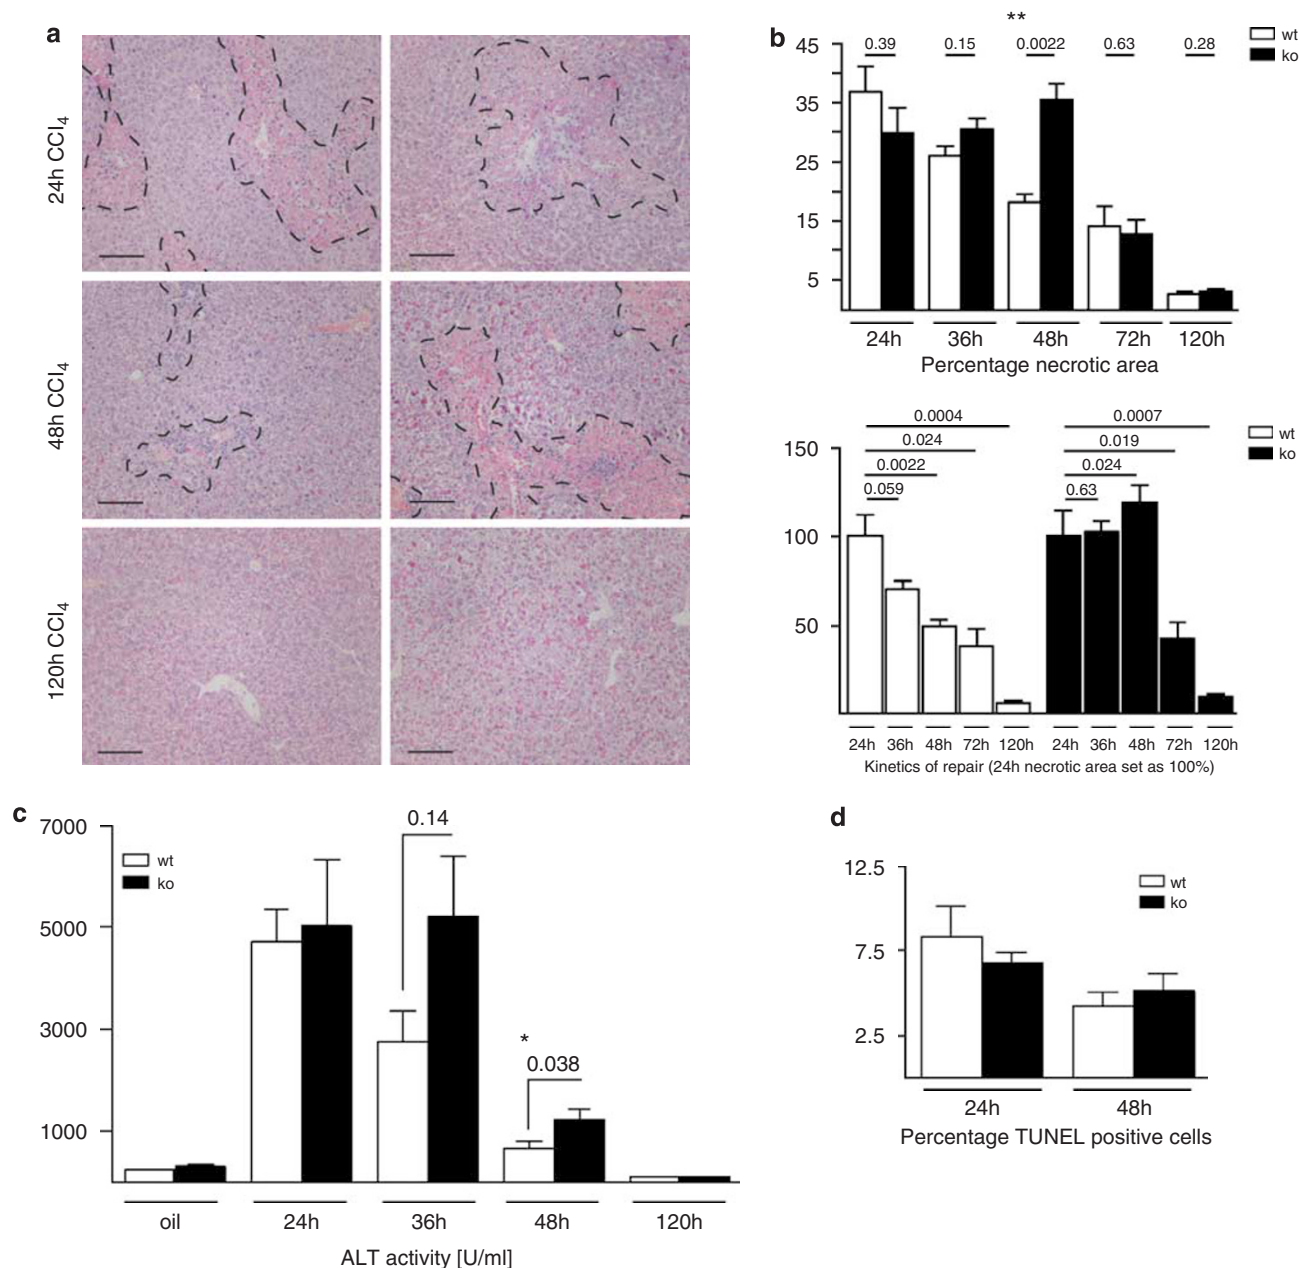 a
24h CCl4
48h CCl4
120h CCl4
b
**
0.39 0.15 0.0022 0.63 0.28
wt
ko
45
35
25
15
5
24h 36h 48h 72h 120h
Percentage necrotic area
0.0004 0.0007
0.024 0.019
0.0022 0.024
0.059 0.63
wt
ko
150
100
50
24h 36h 48h 72h 120h 24h 36h 48h 72h 120h
Kinetics of repair (24h necrotic area set as 100%)
c
7000
5000
3000
1000
wt
ko
0.14
*
0.038
oil 24h 36h 48h 120h
ALT activity [U/ml]
d
12.5
7.5
2.5
wt
ko
24h 48h
Percentage TUNEL positive cells